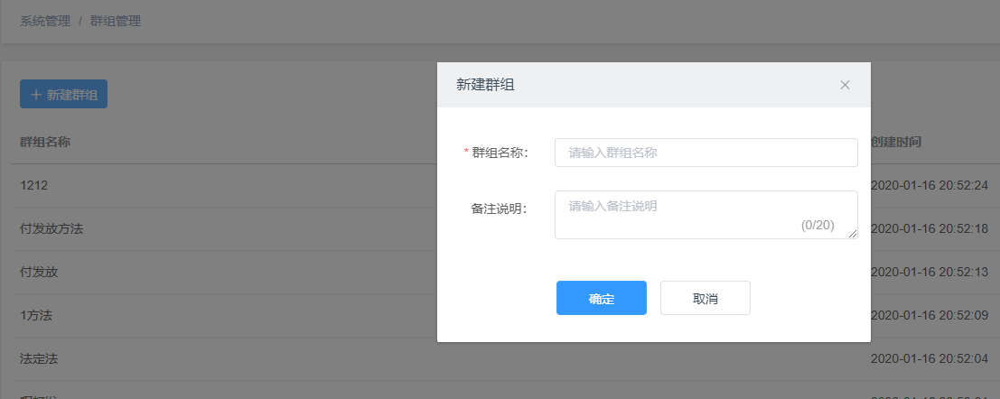 系统管理 / 群组管理
+ 新建群组
群组名称
创建时间
1212
2020-01-16 20:52:24
付发放方法
2020-01-16 20:52:18
付发放
2020-01-16 20:52:13
1方法
2020-01-16 20:52:09
法定法
2020-01-16 20:52:04
新建群组
* 群组名称:
请输入群组名称
备注说明:
请输入备注说明
(0/20)
确定
取消